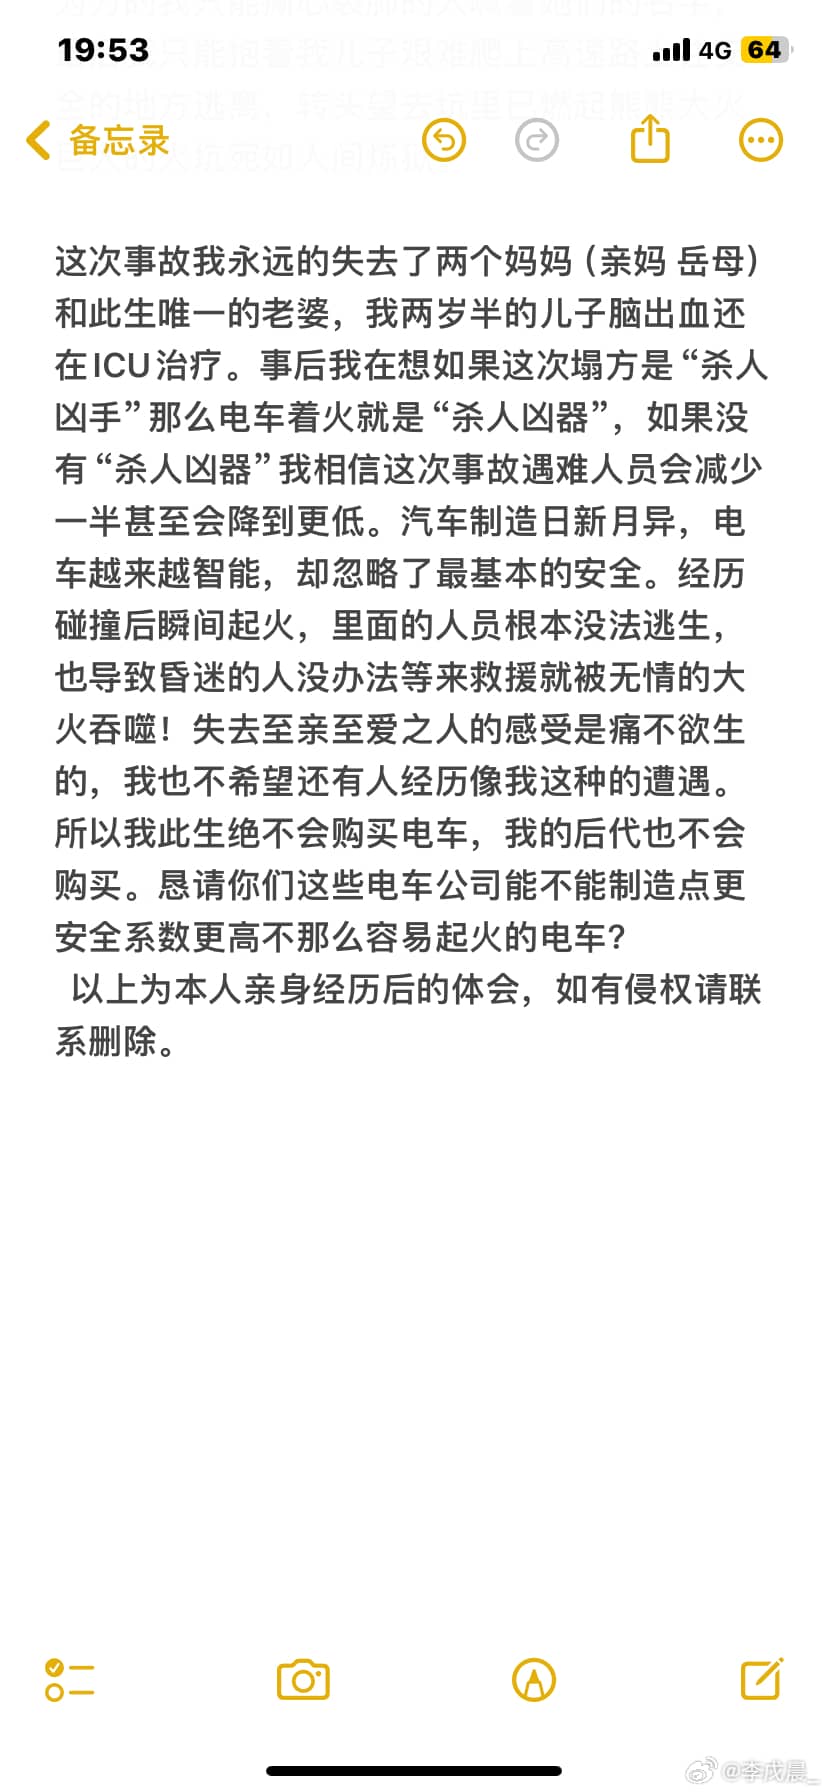 19:53
4G 64
备忘录
这次事故我永远的失去了两个妈妈（亲妈 岳母）
和此生唯一的老婆，我两岁半的儿子脑出血还
在ICU治疗。事后我在想如果这次塌方是“杀人
凶手”那么电车着火就是“杀人凶器”，如果没
有“杀人凶器”我相信这次事故遇难人员会减少
一半甚至会降到更低。汽车制造日新月异，电
车越来越智能，却忽略了最基本的安全。经历
碰撞后瞬间起火，里面的人员根本没法逃生，
也导致昏迷的人没办法等来救援就被无情的大
火吞噬！失去至亲至爱之人的感受是痛不欲生
的，我也不希望还有人经历像我这种的遭遇。
所以我此生绝不会购买电车，我的后代也不会
购买。恳请你们这些电车公司能不能制造点更
安全系数更高不那么容易起火的电车？
以上为本人亲身经历后的体会，如有侵权请联
系删除。
@李戊晨_